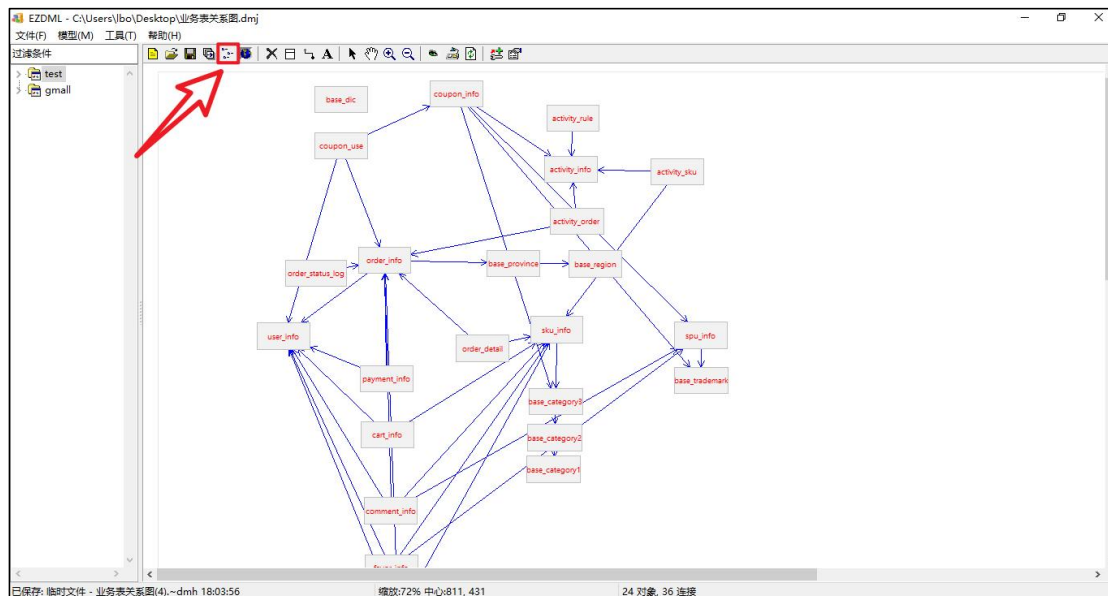 EZDML - C:\Users\lbo\Desktop\业务表关系图.dmj
文件(F) 模型(M) 工具(T) 帮助(H)
过滤条件
test
gmall
base_dic
coupon_info
activity_rule
coupon_use
activity_info
activity_sku
activity_order
order_info
base_province
base_region
order_status_log
user_info
sku_info
spu_info
order_detail
payment_info
base_trademark
base_category3
cart_info
base_category2
base_category1
comment_info
已保存: 临时文件 - 业务表关系图(4).~dmh 18:03:56
缩放:72% 中心:811, 431
24 对象, 36 连接